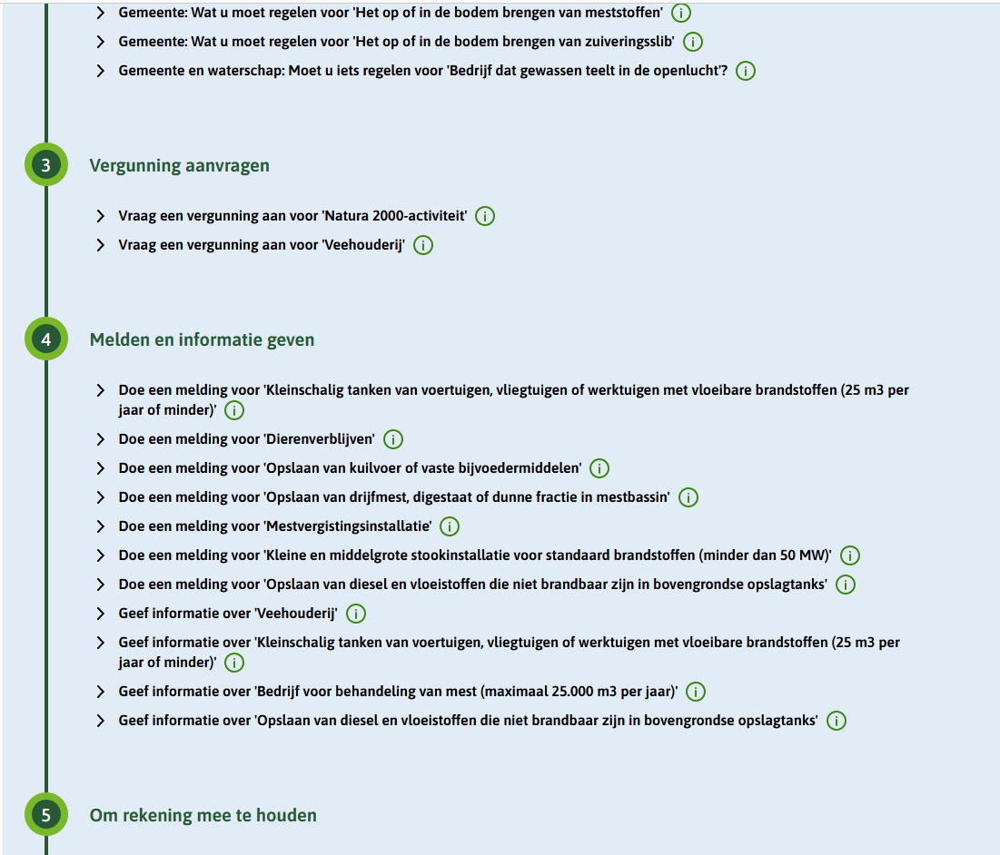 Gemeente: Wat u moet regelen voor 'Het op of in de bodem brengen van meststoffen'
Gemeente: Wat u moet regelen voor 'Het op of in de bodem brengen van zuiveringsslib'
Gemeente en waterschap: Moet u iets regelen voor 'Bedrijf dat gewassen teelt in de openlucht'?
3 Vergunning aanvragen
Vraag een vergunning aan voor 'Natura 2000-activiteit'
Vraag een vergunning aan voor 'Veehouderij'
4 Melden en informatie geven
Doe een melding voor 'Kleinschalig tanken van voertuigen, vliegtuigen of werktuigen met vloeibare brandstoffen (25 m3 per
jaar of minder)'
Doe een melding voor 'Dierenverblijven'
Doe een melding voor 'Opslaan van kuilvoer of vaste bijvoedermiddelen'
Doe een melding voor 'Opslaan van drijfmest, digestaat of dunne fractie in mestbassin'
Doe een melding voor 'Mestvergistingsinstallatie'
Doe een melding voor 'Kleine en middelgrote stookinstallatie voor standaard brandstoffen (minder dan 50 MW)'
Doe een melding voor 'Opslaan van diesel en vloeistoffen die niet brandbaar zijn in bovengrondse opslagtanks'
Geef informatie over 'Veehouderij'
Geef informatie over 'Kleinschalig tanken van voertuigen, vliegtuigen of werktuigen met vloeibare brandstoffen (25 m3 per
jaar of minder)'
Geef informatie over 'Bedrijf voor behandeling van mest (maximaal 25.000 m3 per jaar)'
Geef informatie over 'Opslaan van diesel en vloeistoffen die niet brandbaar zijn in bovengrondse opslagtanks'
5 Om rekening mee te houden